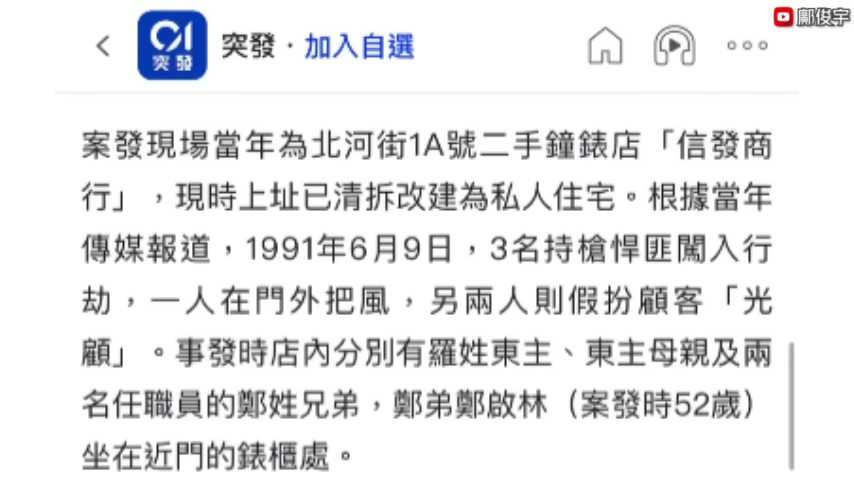 鄺俊宇
01
突發
突發·加入自選
案發現場當年為北河街1A號二手鐘錶店「信發商
行」，現時上址已清拆改建為私人住宅。根據當年
傳媒報道，1991年6月9日，3名持槍悍匪闖入行
劫，一人在門外把風，另兩人則假扮顧客「光
顧」。事發時店內分別有羅姓東主、東主母親及兩
名任職員的鄭姓兄弟，鄭弟鄭啟林（案發時52歲）
坐在近門的錶櫃處。